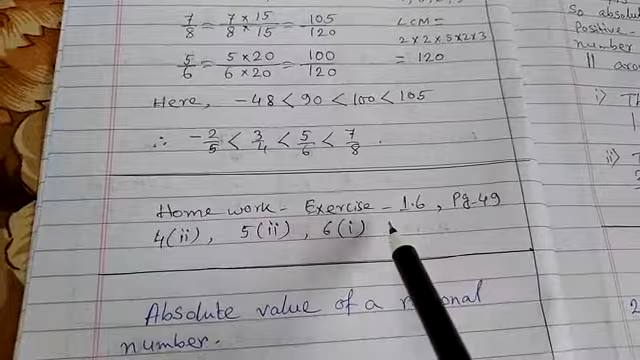 7/8 = 7 × 15 / 8 × 15 = 105/120
LCM =
2×2×5×2×3
5/6 = 5 × 20 / 6 × 20 = 100/120
= 120
Here, -48 < 90 < 100 < 105
∴ -2/5 < 3/4 < 5/6 < 7/8 .
Home work - Exercise - 1.6, Pg-49
4(ii), 5(ii), 6(i)
Absolute value of a
number.
So absolu
Positive
number
|| aro
i) Th
ii)